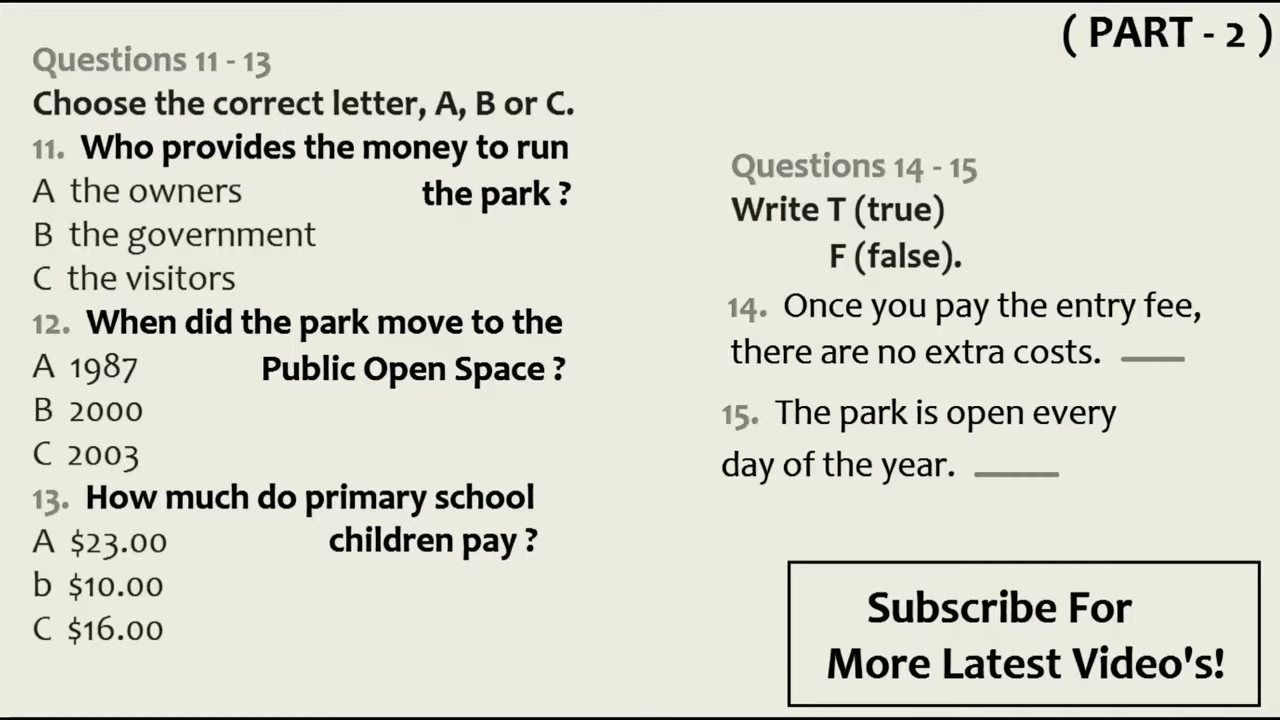 ( PART - 2 )
Questions 11 - 13
Choose the correct letter, A, B or C.
11. Who provides the money to run
A the owners the park ?
B the government
C the visitors
12. When did the park move to the
A 1987 Public Open Space ?
B 2000
C 2003
13. How much do primary school
A $23.00 children pay ?
b $10.00
C $16.00
Questions 14 - 15
Write T (true)
F (false).
14. Once you pay the entry fee,
there are no extra costs. ____
15. The park is open every
day of the year. ____
Subscribe For
More Latest Video's!